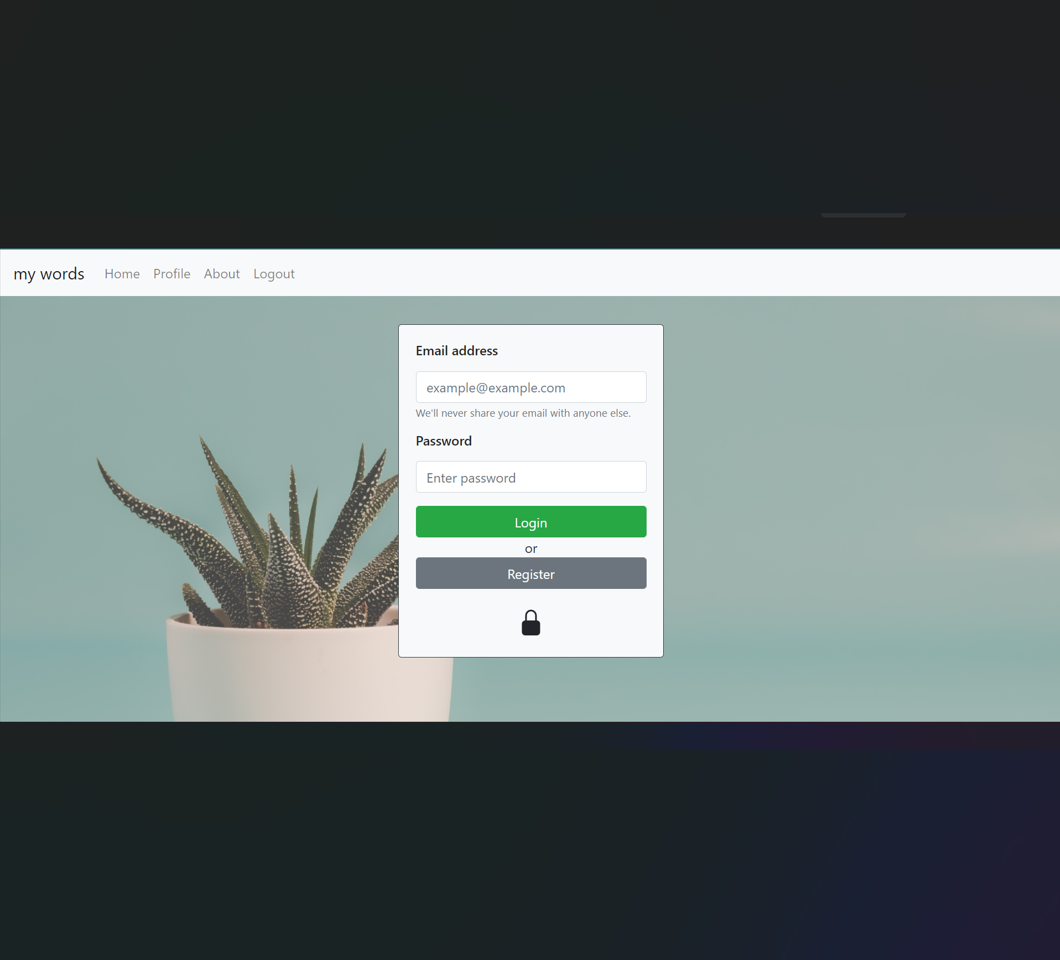 my words Home Profile About Logout
Email address
example@example.com
We'll never share your email with anyone else.
Password
Enter password
Login
or
Register